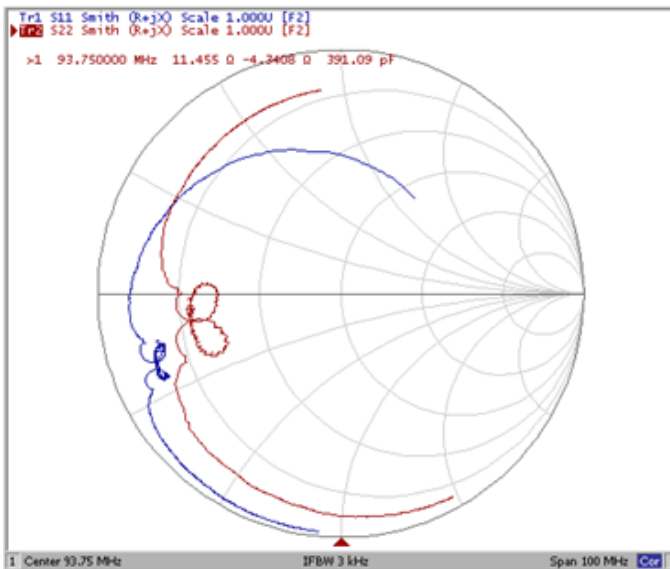 Tr1 S11 Smith (R+jX) Scale 1.000U [F2]
Tr2 S22 Smith (R+jX) Scale 1.000U [F2]
>1 93.750000 MHz 11.455 Ω -4.3408 Ω 391.09 pF
1 Center 93.75 MHz IFBW 3 kHz Span 100 MHz Cor